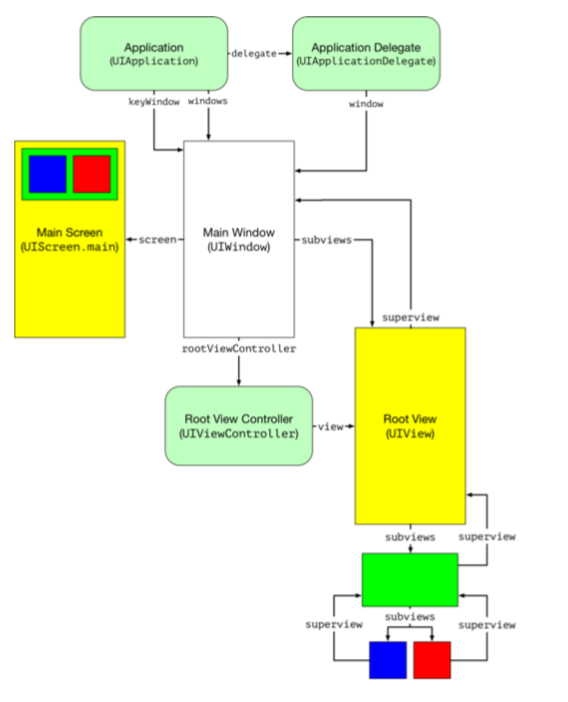 Application
(UIApplication)
delegate
Application Delegate
(UIApplicationDelegate)
keyWindow
windows
window
Main Screen
(UIScreen.main)
screen
Main Window
(UIWindow)
subviews
superview
rootViewController
Root View Controller
(UIViewController)
view
Root View
(UIView)
subviews
superview
superview
subviews
superview